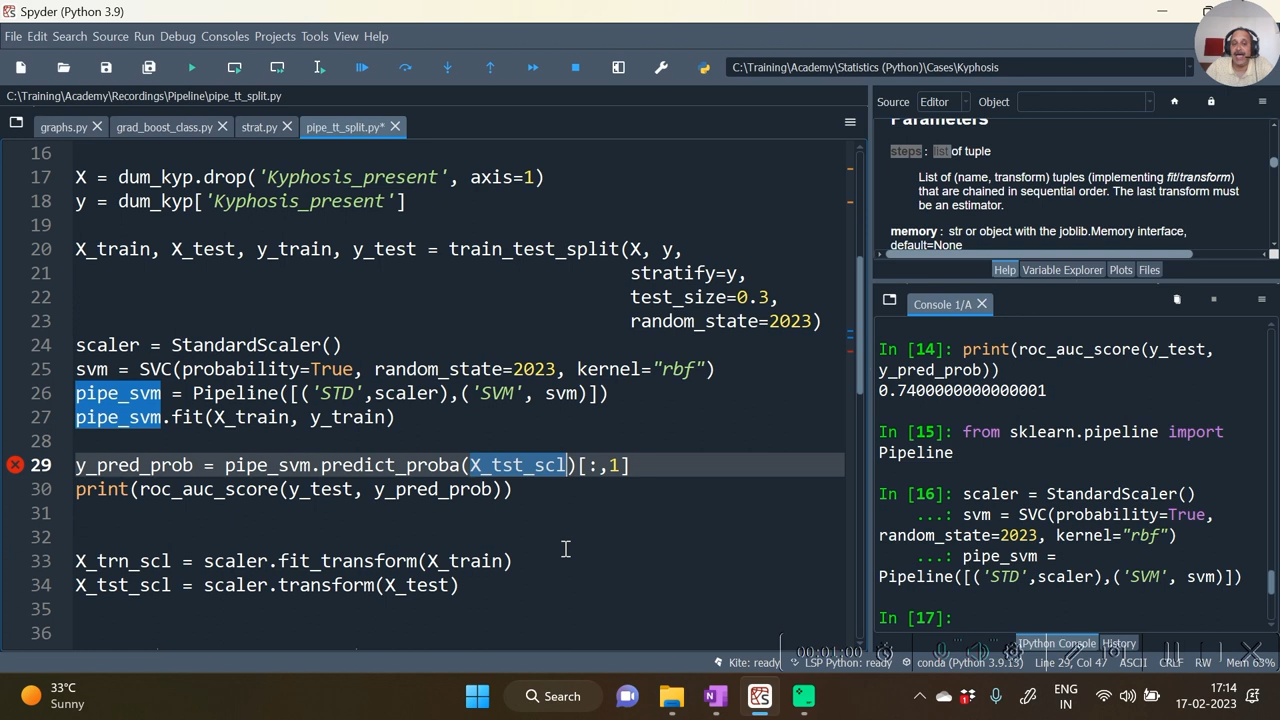 Spyder (Python 3.9)
File Edit Search Source Run Debug Consoles Projects Tools View Help
C:\Training\Academy\Statistics (Python)\Cases\Kyphosis
C:\Training\Academy\Recordings\Pipeline\pipe_tt_split.py
graphs.py grad_boost_class.py strat.py pipe_tt_split.py*
16
17 X = dum_kyp.drop('Kyphosis_present', axis=1)
18 y = dum_kyp['Kyphosis_present']
19
20 X_train, X_test, y_train, y_test = train_test_split(X, y,
21 stratify=y,
22 test_size=0.3,
23 random_state=2023)
24 scaler = StandardScaler()
25 svm = SVC(probability=True, random_state=2023, kernel="rbf")
26 pipe_svm = Pipeline([('STD',scaler),('SVM', svm)])
27 pipe_svm.fit(X_train, y_train)
28
29 y_pred_prob = pipe_svm.predict_proba(X_tst_scl)[:,1]
30 print(roc_auc_score(y_test, y_pred_prob))
31
32
33 X_trn_scl = scaler.fit_transform(X_train)
34 X_tst_scl = scaler.transform(X_test)
35
36
Source Editor Object
Parameters
steps : list of tuple
List of (name, transform) tuples (implementing fit/transform)
that are chained in sequential order. The last transform must
be an estimator.
memory : str or object with the joblib.Memory interface,
default=None
Help Variable Explorer Plots Files
Console 1/A
In [14]: print(roc_auc_score(y_test,
y_pred_prob))
0.7400000000000001
In [15]: from sklearn.pipeline import
Pipeline
In [16]: scaler = StandardScaler()
...: svm = SVC(probability=True,
random_state=2023, kernel="rbf")
...: pipe_svm =
Pipeline([('STD',scaler),('SVM', svm)])
In [17]:
IPython Console History
00:01:00
Kite: ready LSP Python: ready conda (Python 3.9.13) Line 29, Col 47 ASCII CRLF RW Mem 63%
33°C
Sunny
Search
ENG
IN
17:14
17-02-2023